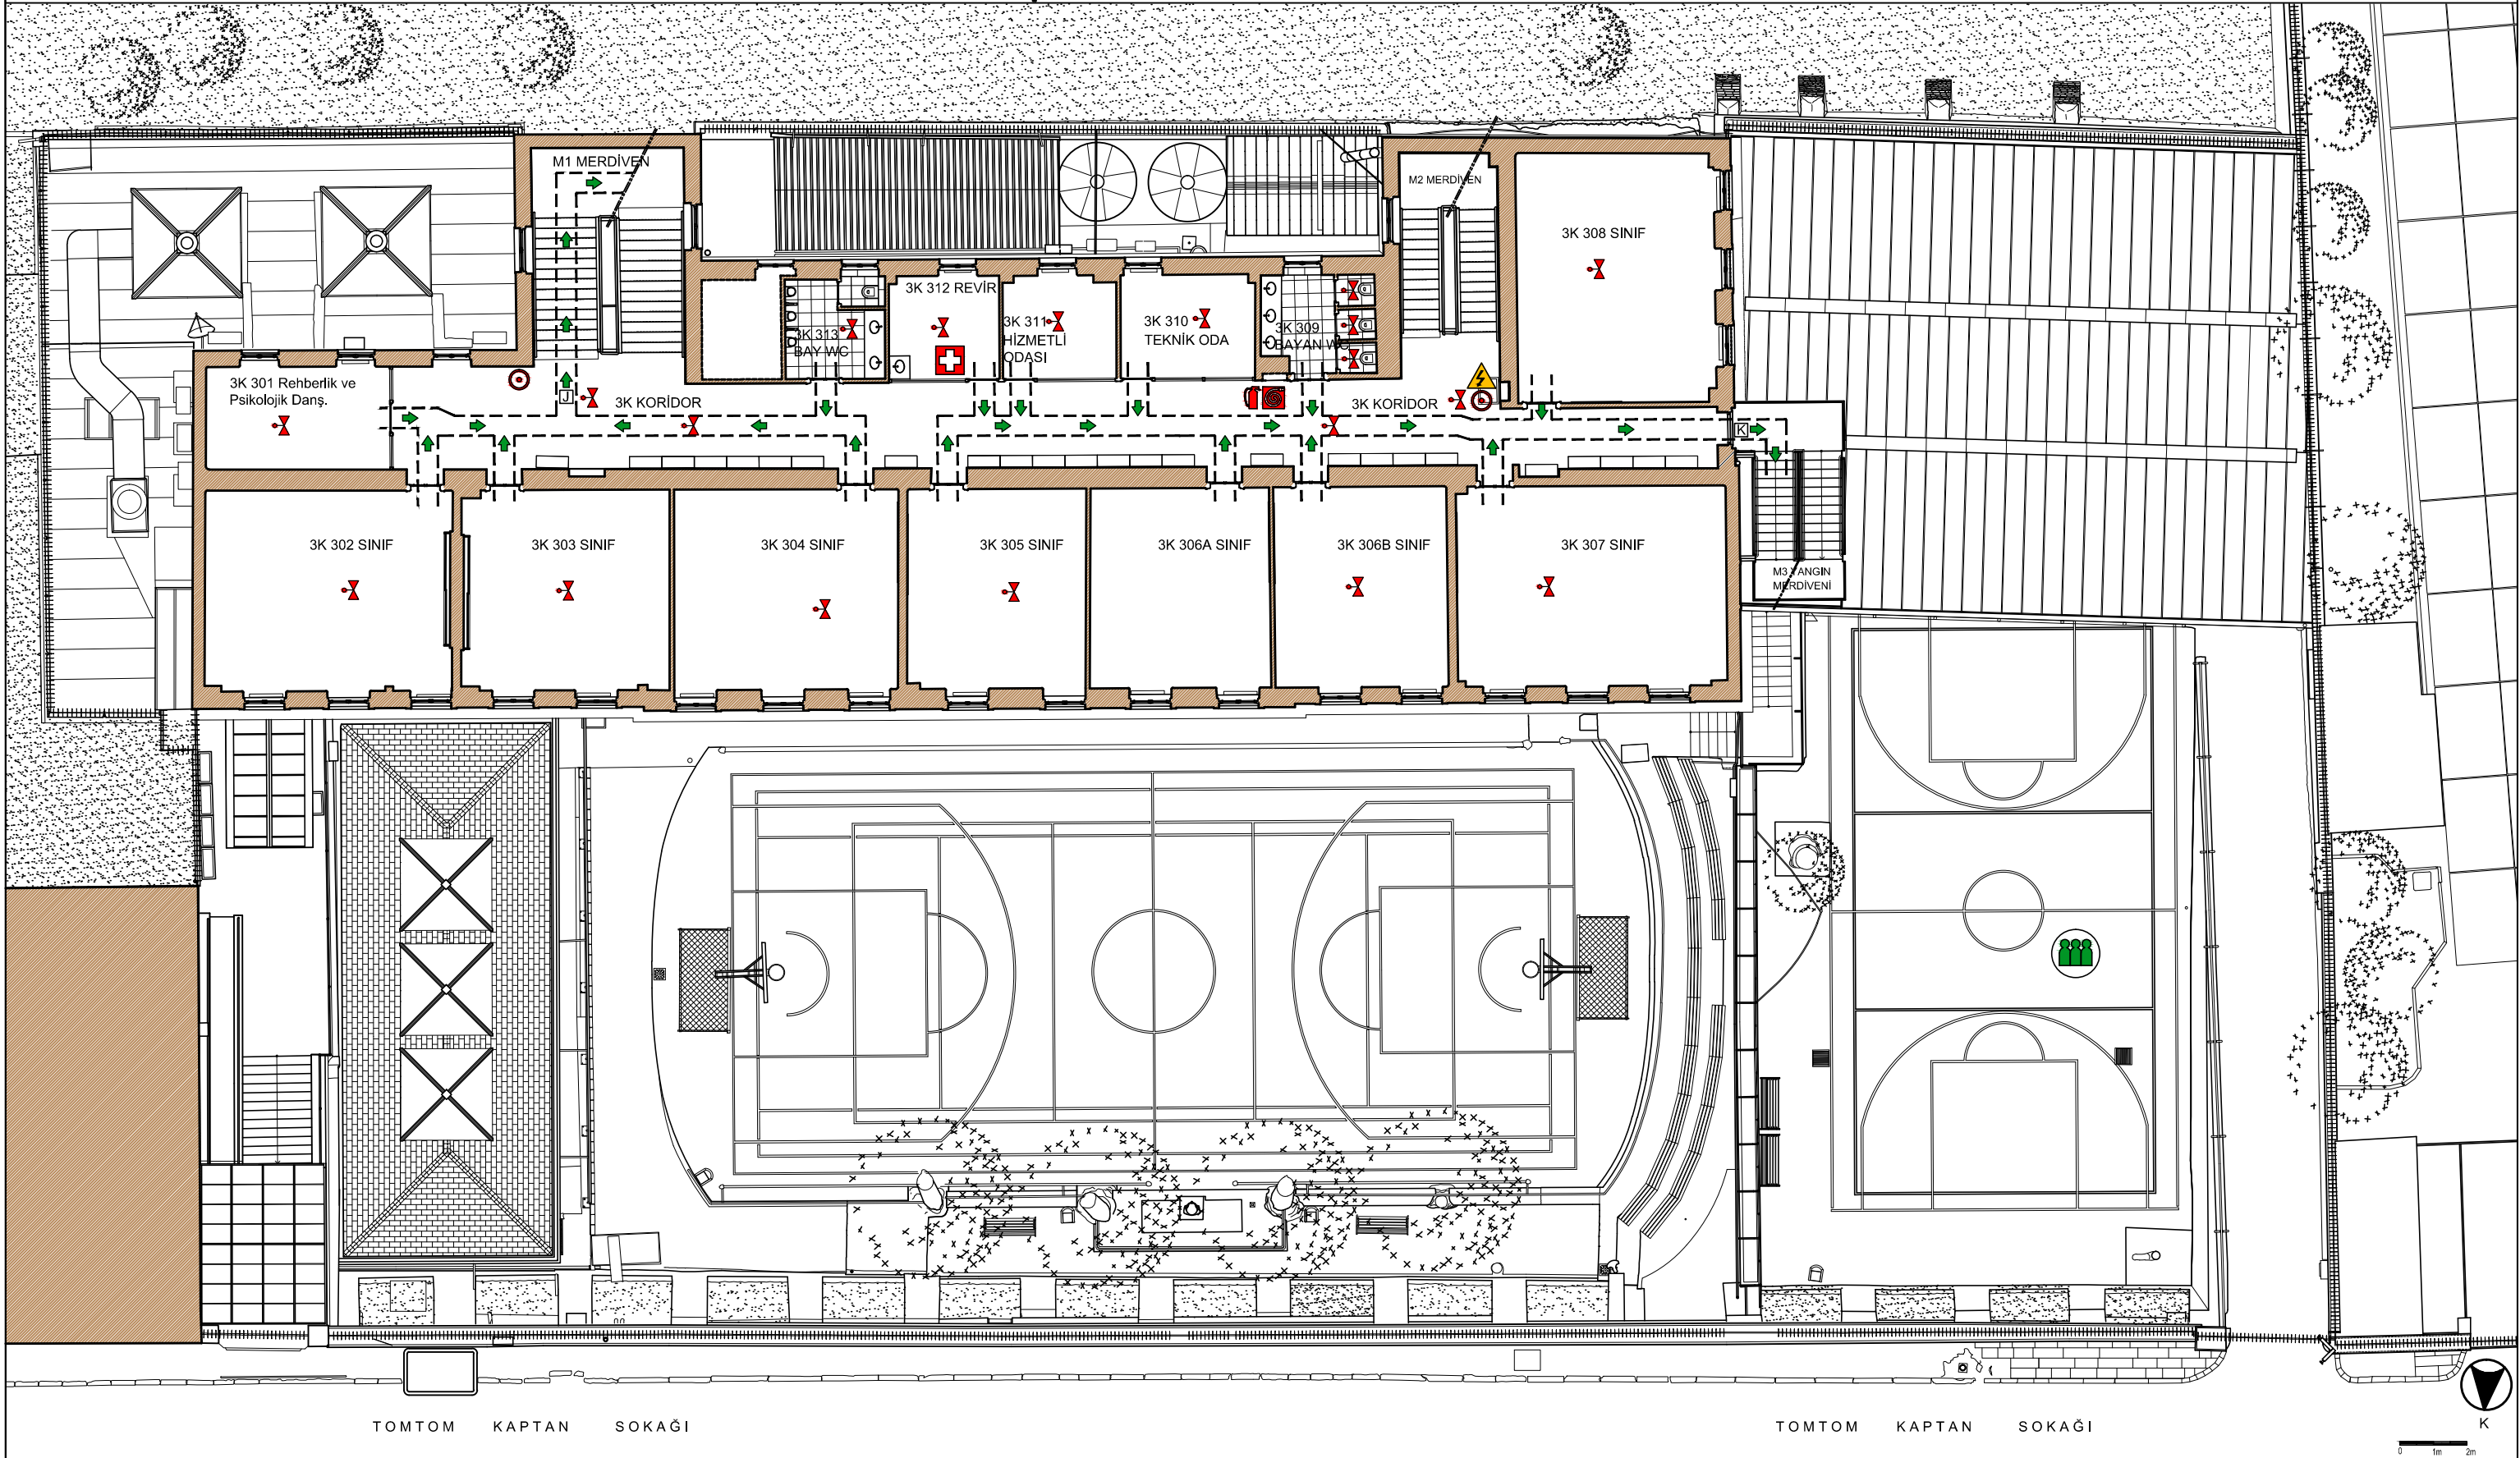 M1 MERDİVEN
M2 MERDİVEN
3K 308 SINIF
3K 312 REVİR
3K 313
BAY WC
3K 311
HİZMETLİ
ODASI
3K 310
TEKNİK ODA
3K 309
BAYAN WC
3K 301 Rehberlik ve
Psikolojik Danş.
J
3K KORİDOR
3K KORİDOR
K
3K 302 SINIF
3K 303 SINIF
3K 304 SINIF
3K 305 SINIF
3K 306A SINIF
3K 306B SINIF
3K 307 SINIF
M3 YANGIN
MERDİVENİ
TOMTOM KAPTAN SOKAĞI
TOMTOM KAPTAN SOKAĞI
K
0 1m 2m